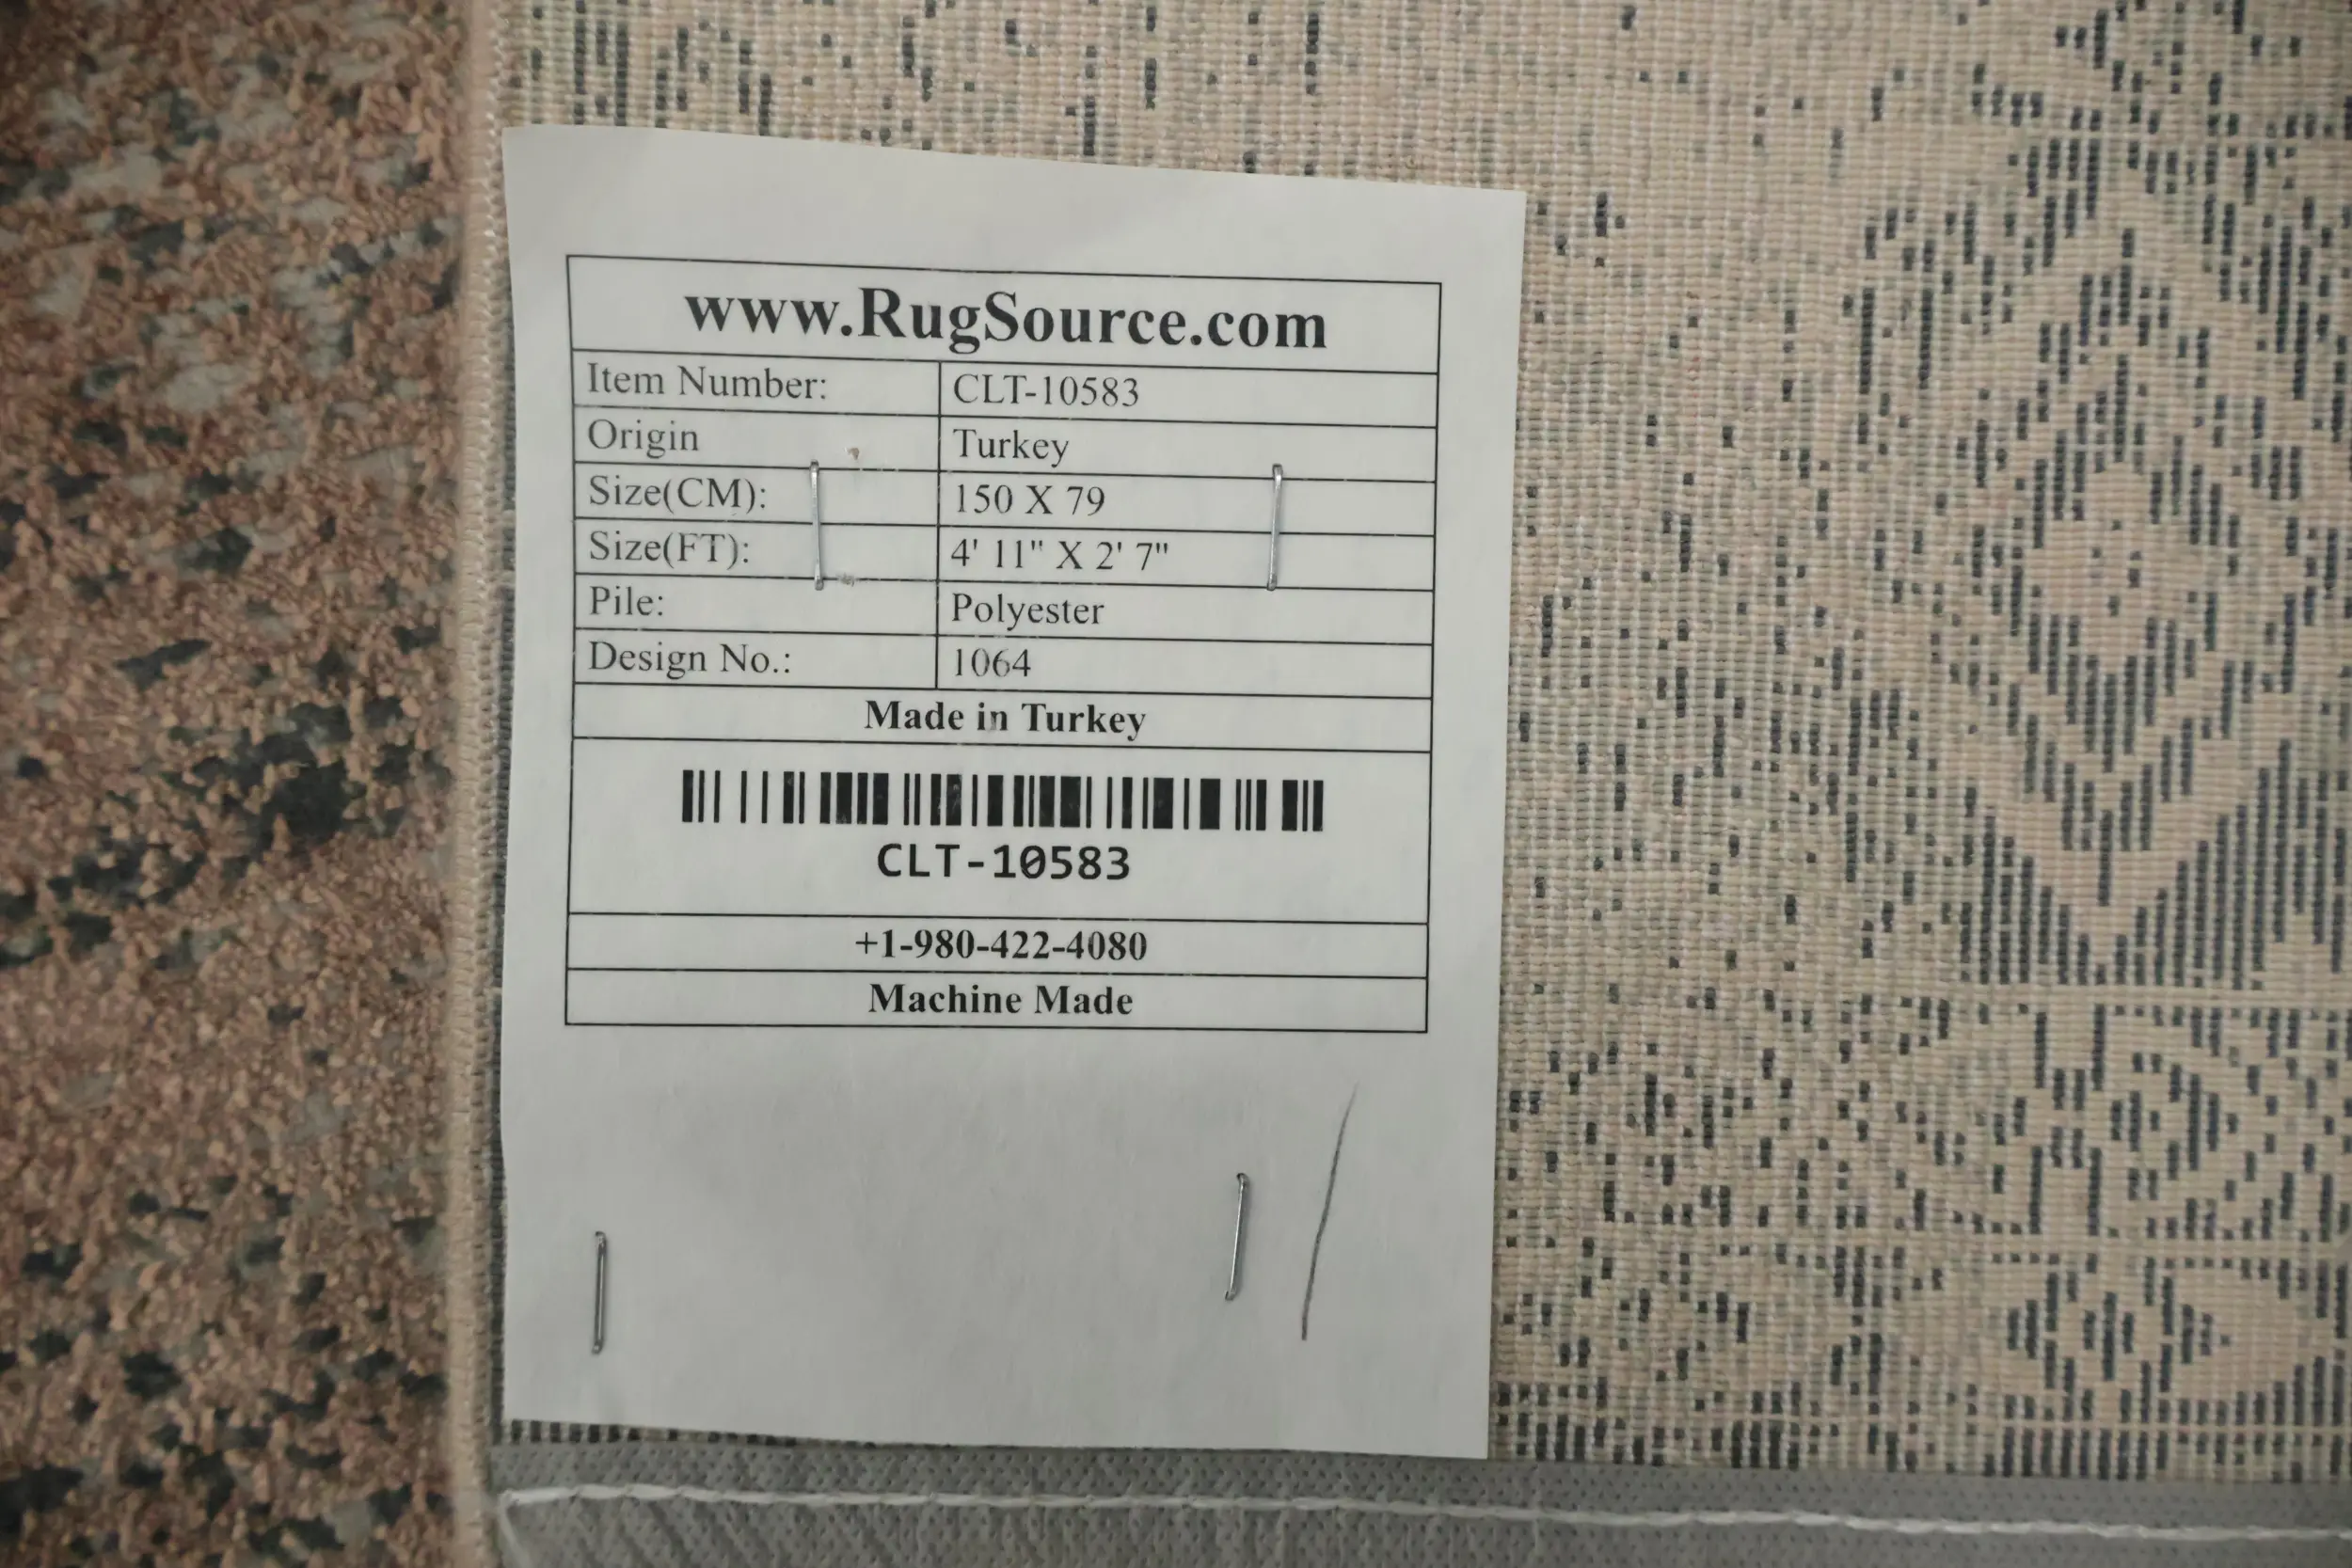 www.RugSource.com
Item Number: CLT-10583
Origin Turkey
Size(CM): 150 X 79
Size(FT): 4' 11" X 2' 7"
Pile: Polyester
Design No.: 1064
Made in Turkey
CLT-10583
+1-980-422-4080
Machine Made